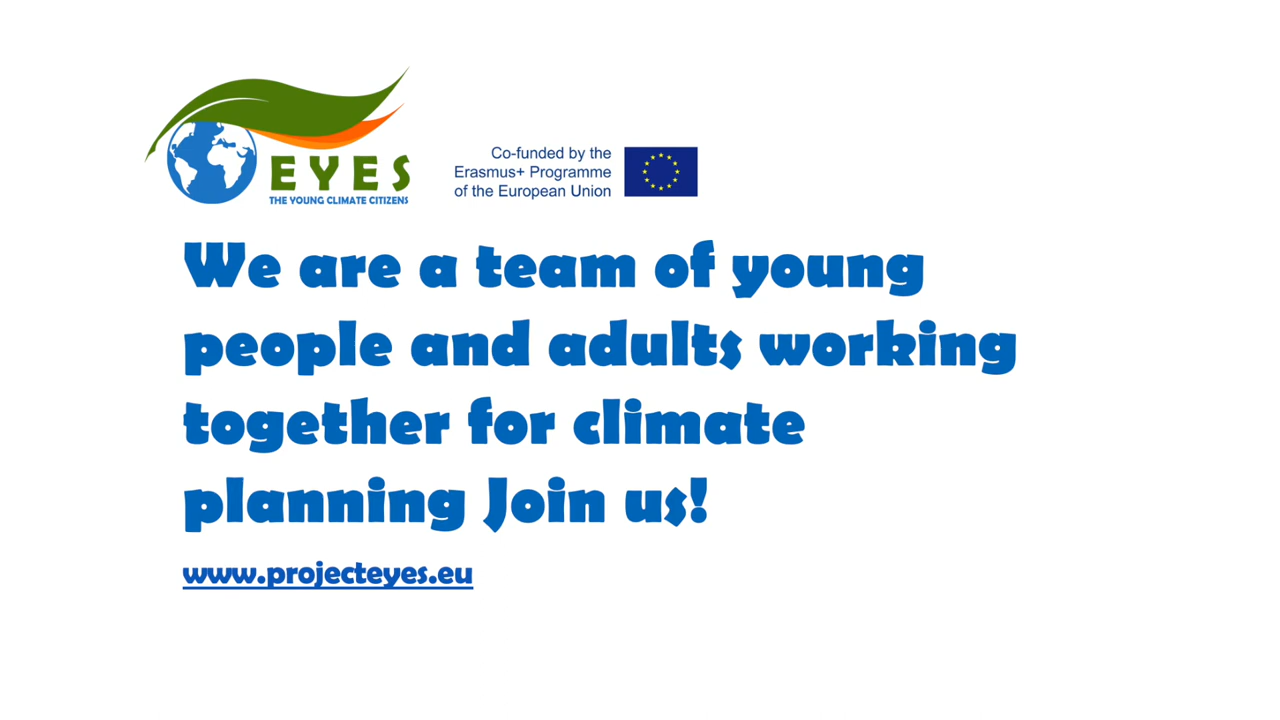 EYES
THE YOUNG CLIMATE CITIZENS
Co-funded by the
Erasmus+ Programme
of the European Union
We are a team of young
people and adults working
together for climate
planning Join us!
www.projecteyes.eu